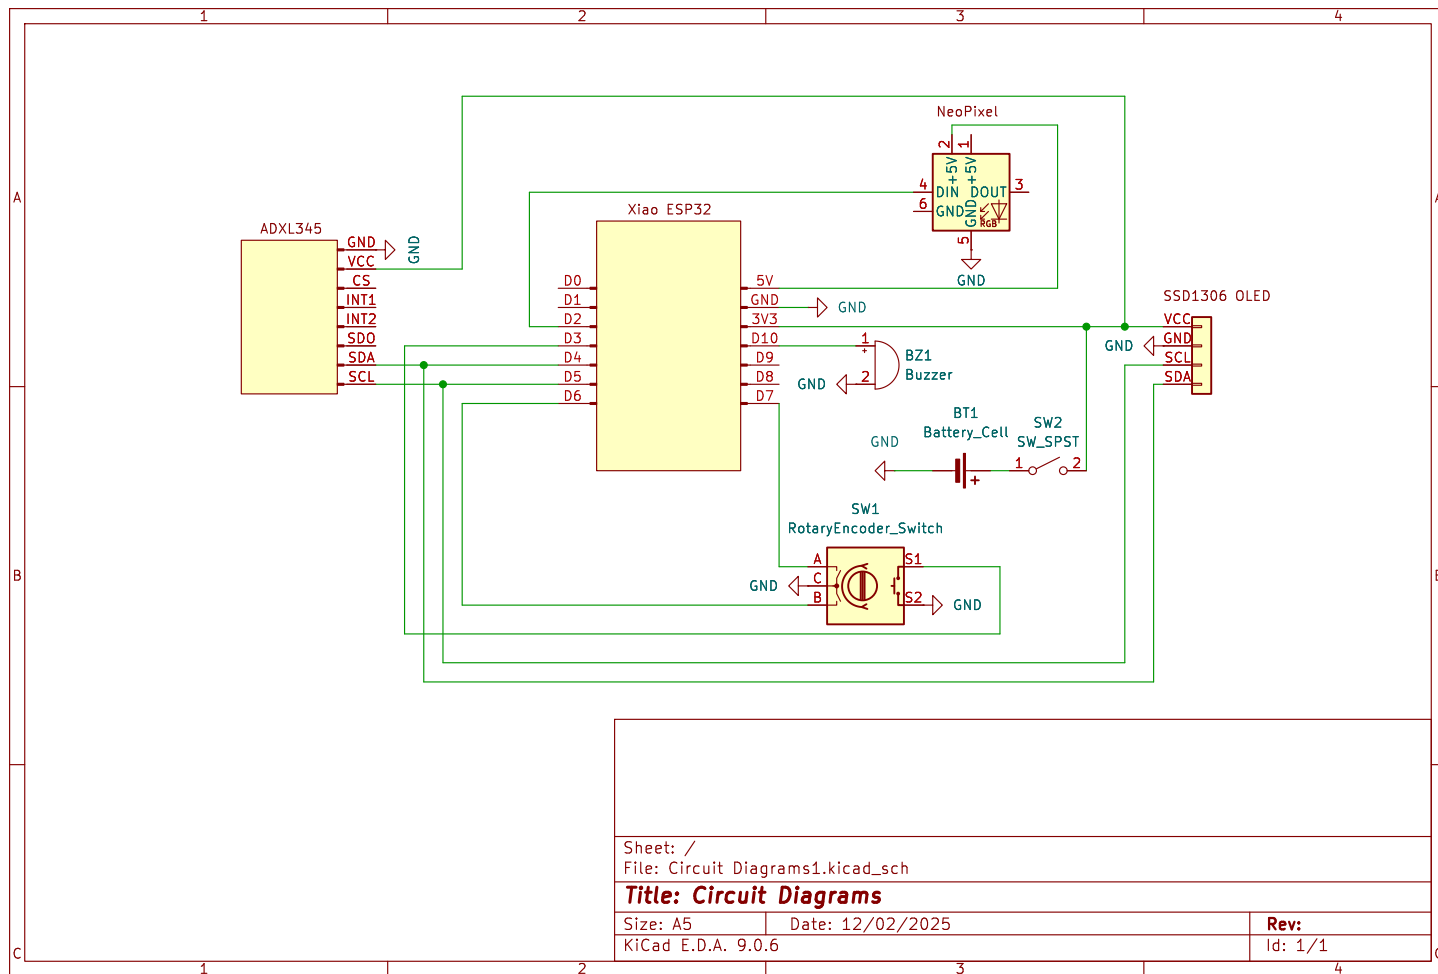 1 2 3 4
A
NeoPixel
2 1
+5V +5V
4 DIN DOUT 3
6 GND GND
RGB
5
GND
Xiao ESP32
ADXL345
GND GND
VCC
CS
INT1
INT2
SDO
SDA
SCL
D0
D1
D2
D3
D4
D5
D6
5V
GND GND
3V3
D10
D9
D8
D7
1 BZ1
+
Buzzer
GND 2
SSD1306 OLED
VCC
GND GND
SCL
SDA
BT1
Battery_Cell
GND
+
SW2
SW_SPST
1 2
SW1
RotaryEncoder_Switch
A S1
GND C
B S2 GND
B
Sheet: /
File: Circuit Diagrams1.kicad_sch
Title: Circuit Diagrams
Size: A5 Date: 12/02/2025 Rev:
KiCad E.D.A. 9.0.6 Id: 1/1
C
1 2 3 4